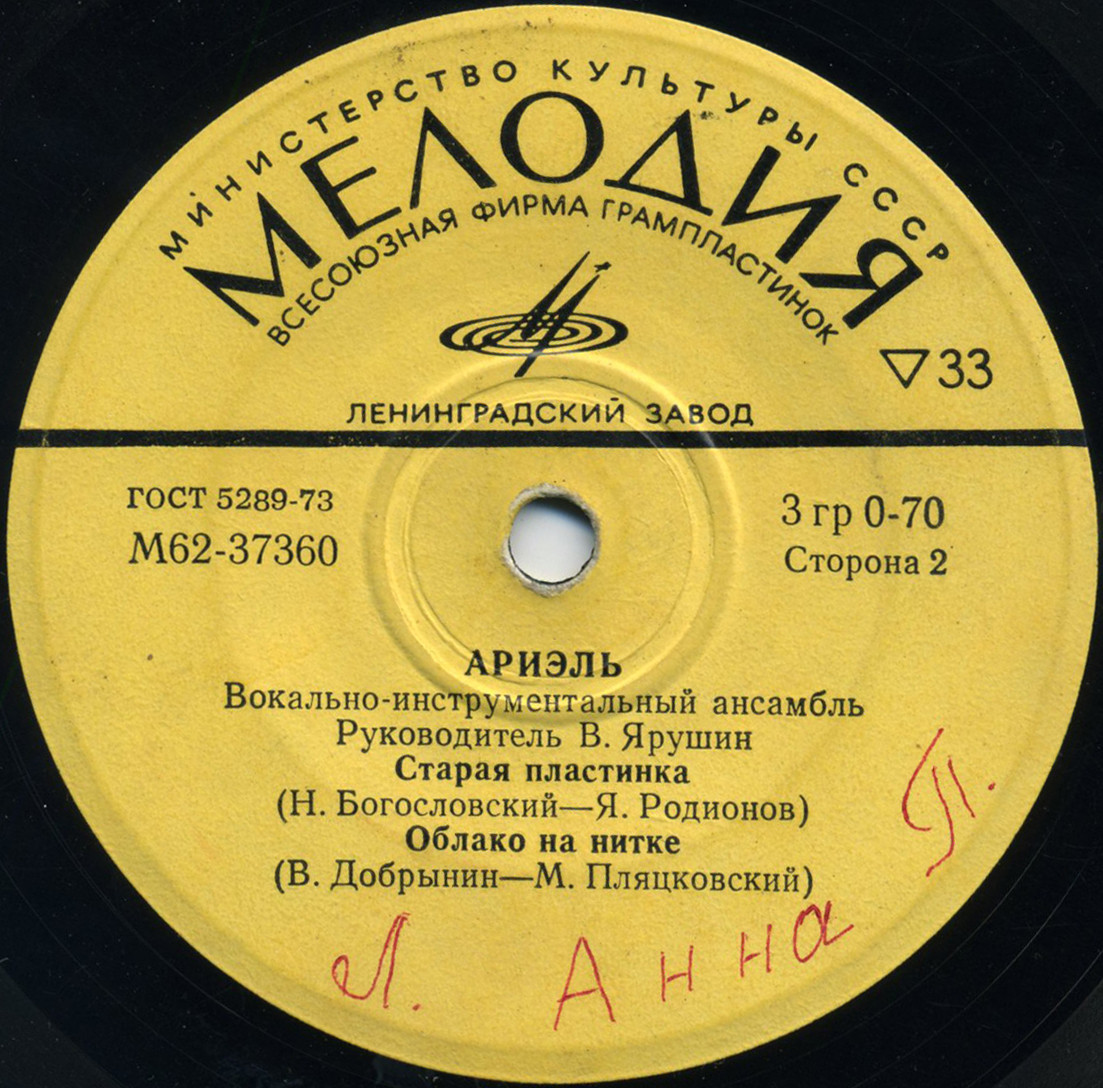 МИНИСТЕРСТВО КУЛЬТУРЫ СССР
МЕЛОДИЯ
ВСЕСОЮЗНАЯ ФИРМА ГРАМПЛАСТИНОК
▽33
ЛЕНИНГРАДСКИЙ ЗАВОД
ГОСТ 5289-73
М62-37360
3 гр 0-70
Сторона 2
АРИЭЛЬ
Вокально-инструментальный ансамбль
Руководитель В. Ярушин
Старая пластинка
(Н. Богословский—Я. Родионов)
Облако на нитке
(В. Добрынин—М. Пляцковский)
Л. Анна П.